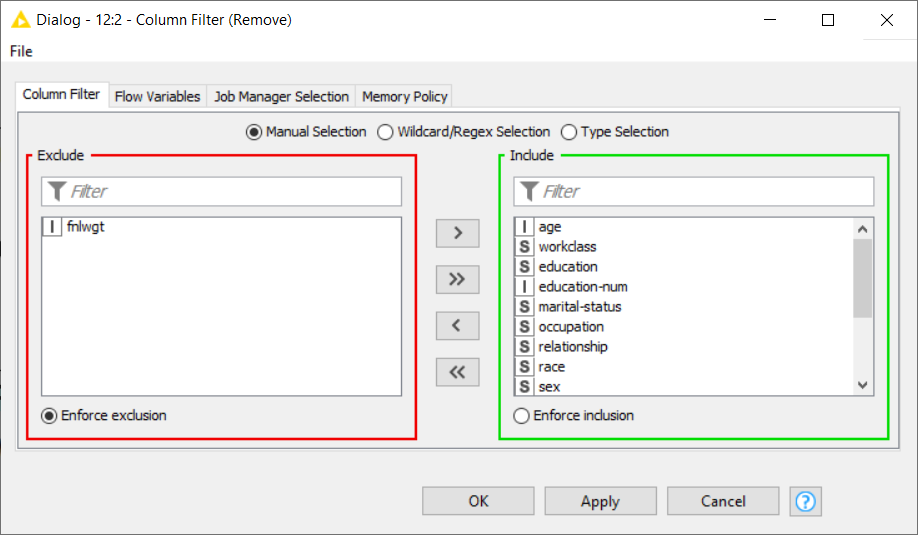 Dialog - 12:2 - Column Filter (Remove)
File
Column Filter Flow Variables Job Manager Selection Memory Policy
Manual Selection Wildcard/Regex Selection Type Selection
Exclude
Filter
I fnlwgt
Enforce exclusion
>
>>
<
<<
Include
Filter
I age
S workclass
S education
I education-num
S marital-status
S occupation
S relationship
S race
S sex
Enforce inclusion
OK Apply Cancel ?